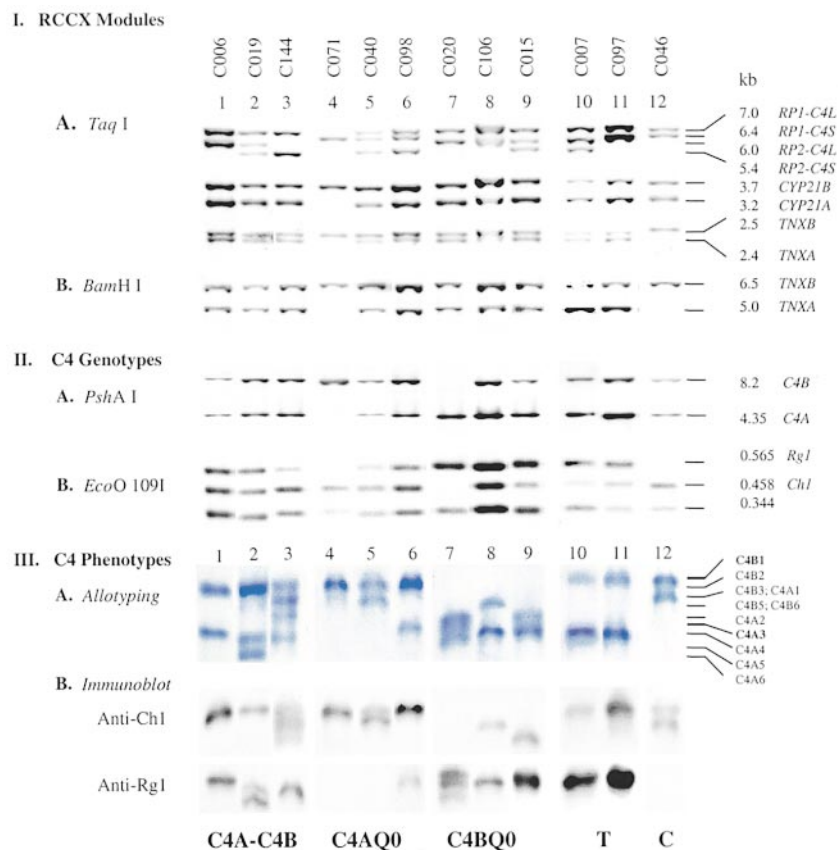 I. RCCX Modules
C006 C019 C144 C071 C040 C098 C020 C106 C015 C007 C097 C046
kb
1 2 3 4 5 6 7 8 9 10 11 12
A. Taq I
7.0 RP1-C4L
6.4 RP1-C4S
6.0 RP2-C4L
5.4 RP2-C4S
3.7 CYP21B
3.2 CYP21A
2.5 TNXB
2.4 TNXA
B. BamH I
6.5 TNXB
5.0 TNXA
II. C4 Genotypes
A. PshA I
8.2 C4B
4.35 C4A
B. EcoO 109I
0.565 Rg1
0.458 Ch1
0.344
III. C4 Phenotypes
1 2 3 4 5 6 7 8 9 10 11 12
A. Allotyping
C4B1
C4B2
C4B3; C4A1
C4B5; C4B6
C4A2
C4A3
C4A4
C4A5
C4A6
B. Immunoblot
Anti-Ch1
Anti-Rg1
C4A-C4B C4AQ0 C4BQ0 T C